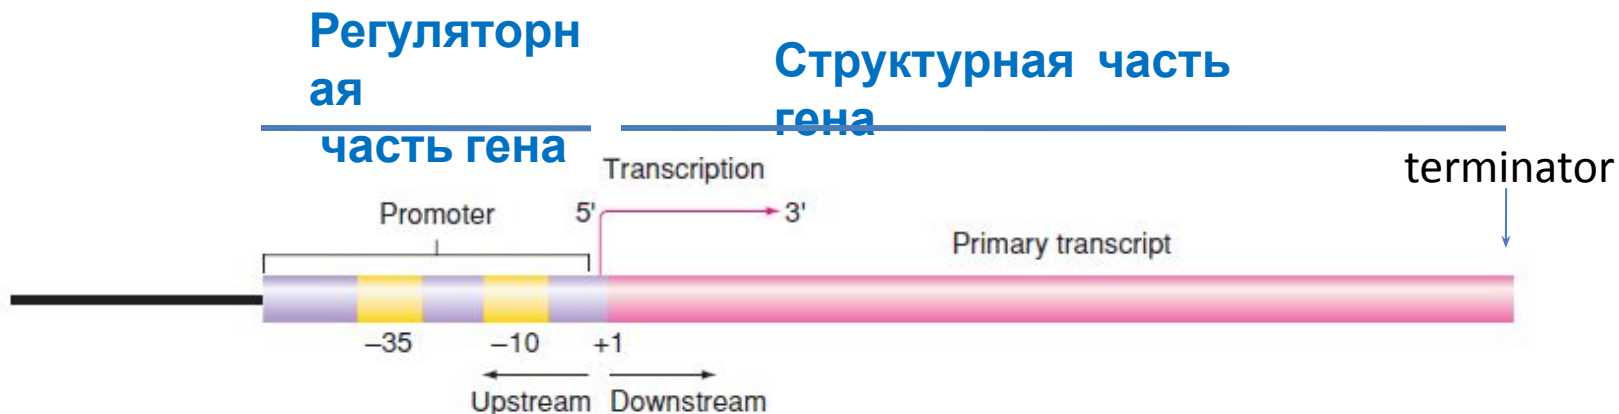 Регуляторн
ая
часть гена
Структурная часть
гена
terminator
Transcription
Promoter
5'
3'
Primary transcript
–35
–10
+1
Upstream
Downstream